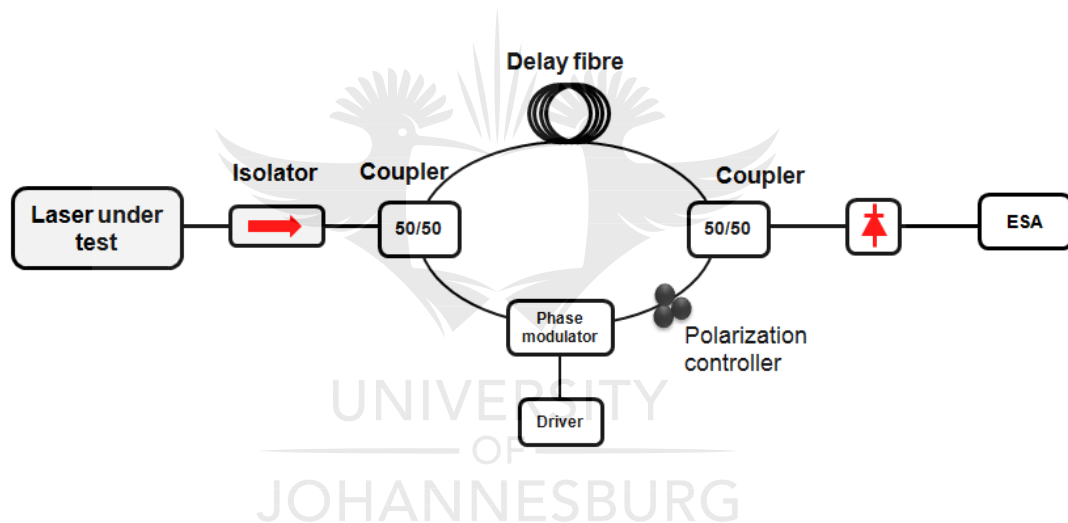 Delay fibre
Isolator
Coupler
Coupler
Laser under
test
50/50
50/50
ESA
Phase
modulator
Polarization
controller
Driver
UNIVERSITY
OF
JOHANNESBURG